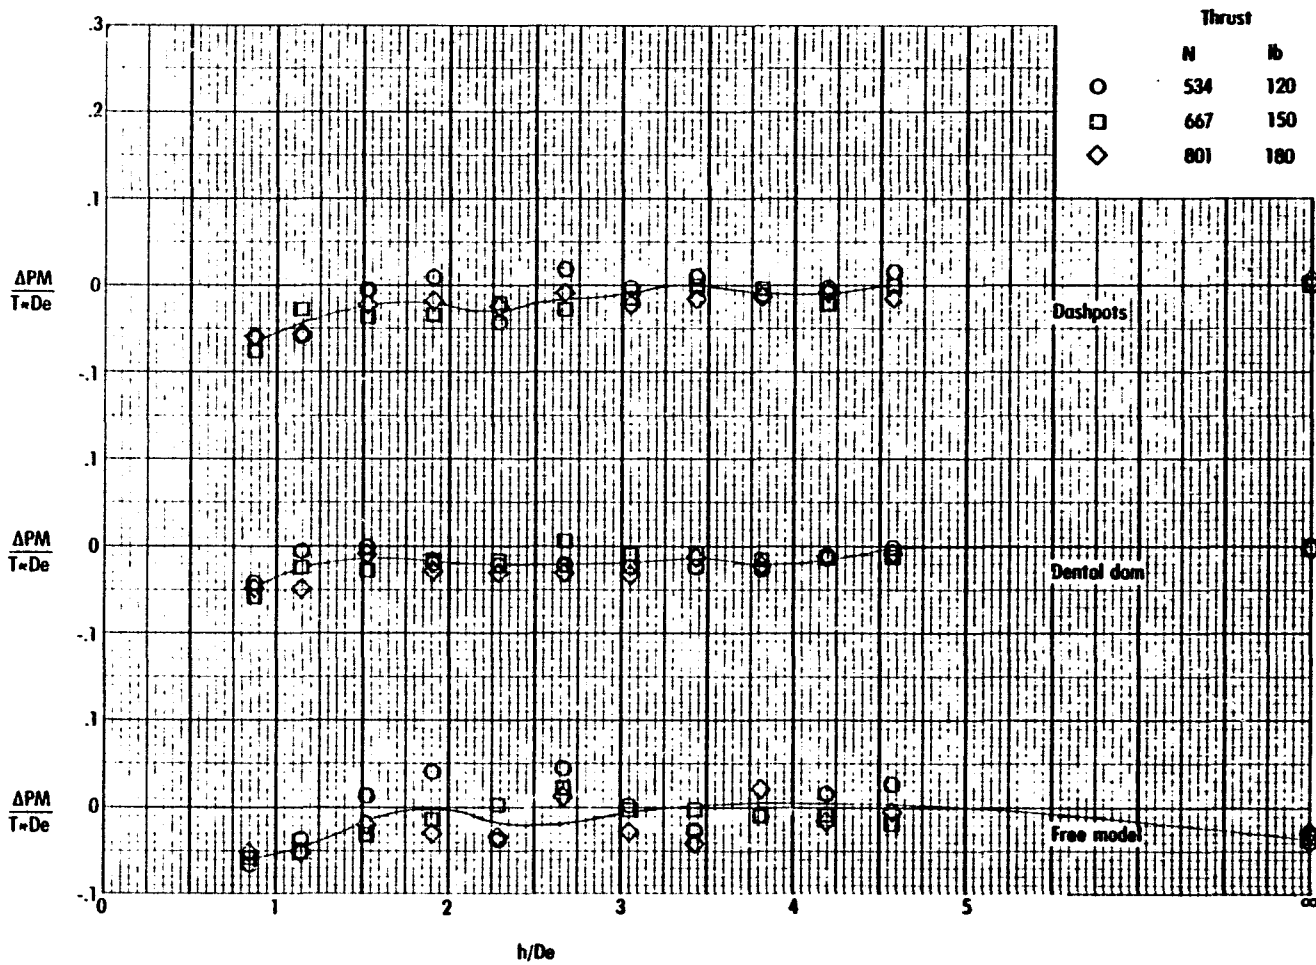 Thrust
N lb
534 120
667 150
801 180
.3
.2
.1
ΔPM
T*De
0
Dashpots
-.1
.1
ΔPM
T*De
0
Dental dom
-.1
.1
ΔPM
T*De
0
Free model
-.1
0 1 2 3 4 5 ∞
h/De